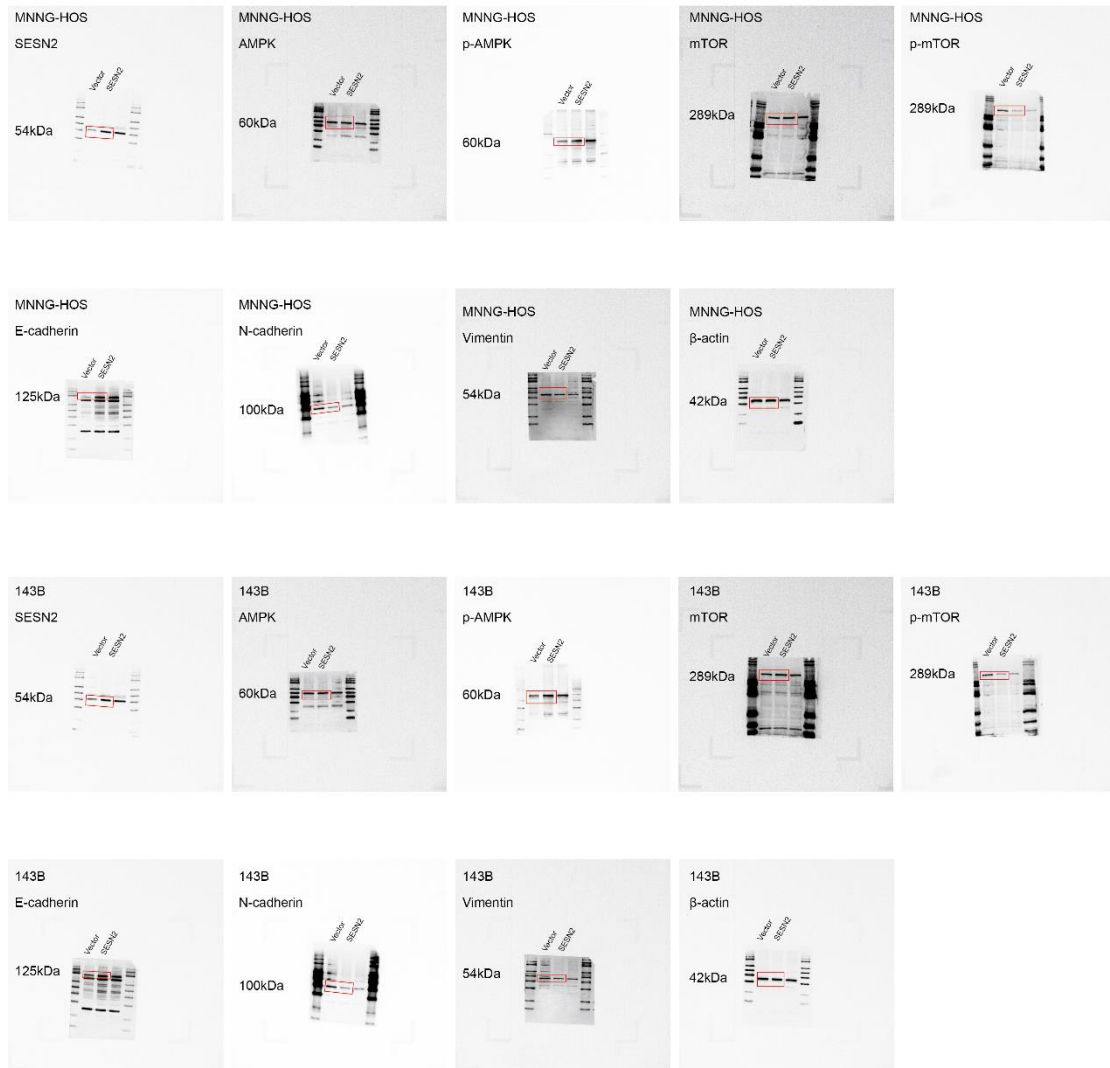 MNNG-HOS
SESN2
Vector
SESN2
54kDa
MNNG-HOS
AMPK
Vector
SESN2
60kDa
MNNG-HOS
p-AMPK
Vector
SESN2
60kDa
MNNG-HOS
mTOR
Vector
SESN2
289kDa
MNNG-HOS
p-mTOR
Vector
SESN2
289kDa
MNNG-HOS
E-cadherin
Vector
SESN2
125kDa
MNNG-HOS
N-cadherin
Vector
SESN2
100kDa
MNNG-HOS
Vimentin
Vector
SESN2
54kDa
MNNG-HOS
β-actin
Vector
SESN2
42kDa
143B
SESN2
Vector
SESN2
54kDa
143B
AMPK
Vector
SESN2
60kDa
143B
p-AMPK
Vector
SESN2
60kDa
143B
mTOR
Vector
SESN2
289kDa
143B
p-mTOR
Vector
SESN2
289kDa
143B
E-cadherin
Vector
SESN2
125kDa
143B
N-cadherin
Vector
SESN2
100kDa
143B
Vimentin
Vector
SESN2
54kDa
143B
β-actin
Vector
SESN2
42kDa